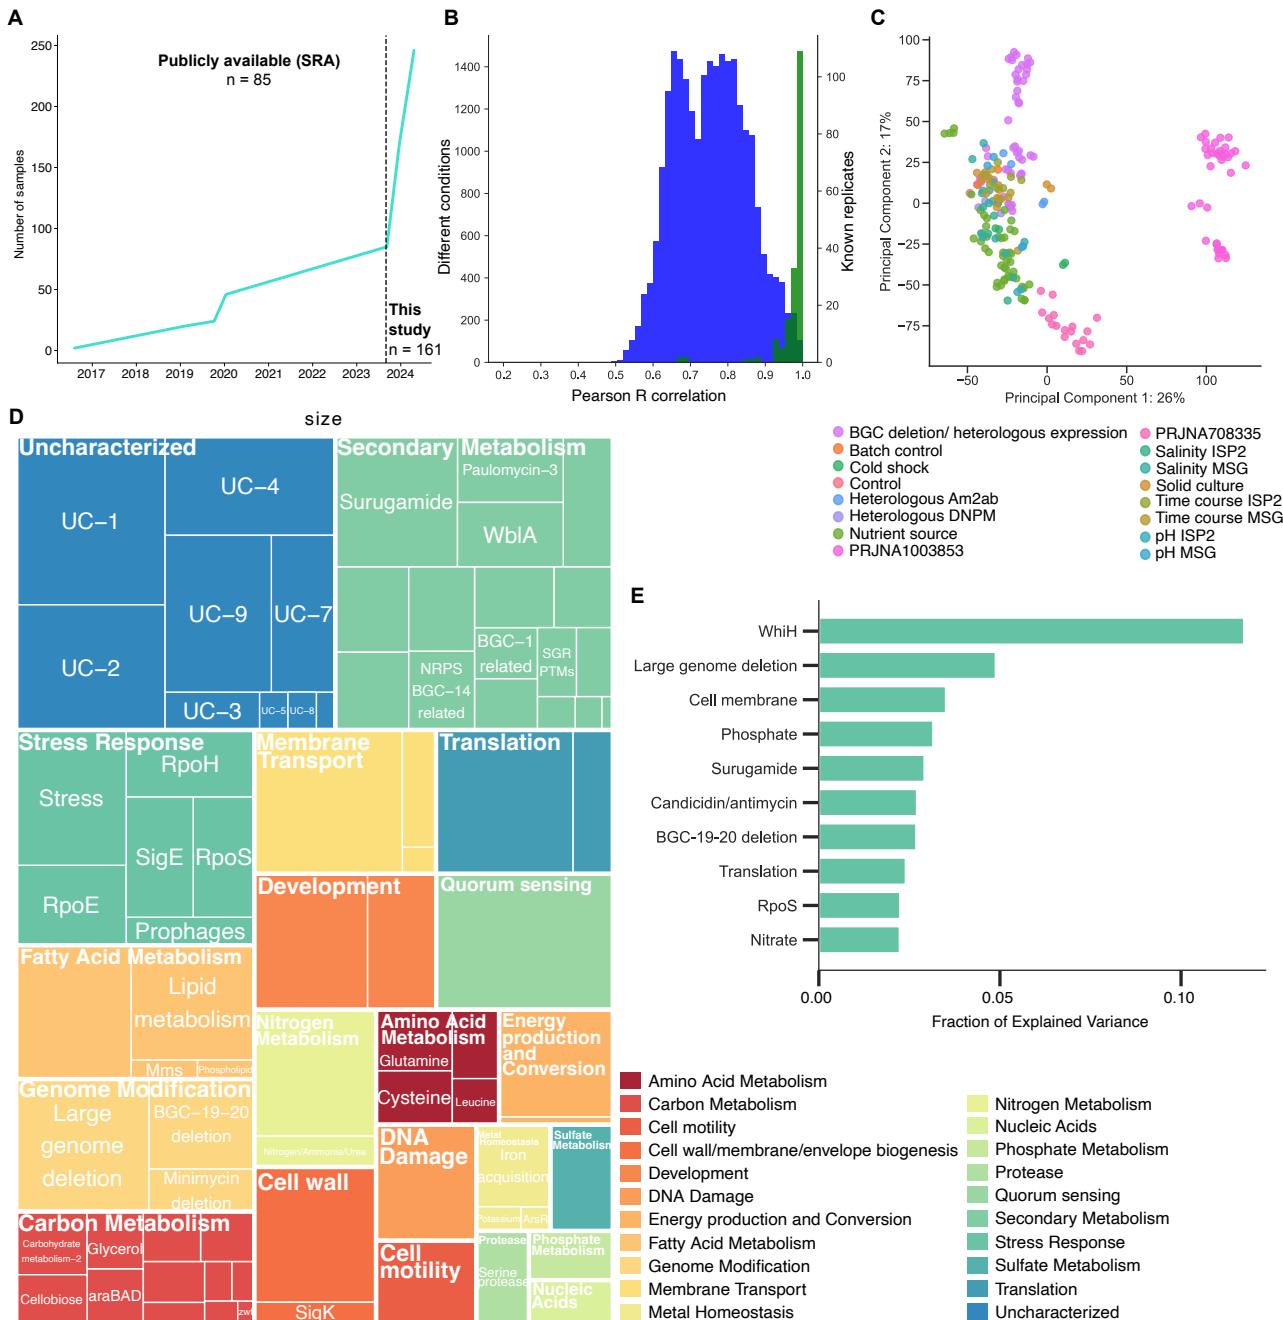 A
Number of samples
250
200
150
100
50
0
2017
2018
2019
2020
2021
2022
2023
2024
Publicly available (SRA)
n = 85
This
study
n = 161
B
Different conditions
1400
1200
1000
800
600
400
200
0
0.2
0.3
0.4
0.5
0.6
0.7
0.8
0.9
1.0
Pearson R correlation
Known replicates
100
80
60
40
20
0
C
Principal Component 2: 17%
100
75
50
25
0
−25
−50
−75
−50
0
50
100
Principal Component 1: 26%
BGC deletion/ heterologous expression
Batch control
Cold shock
Control
Heterologous Am2ab
Heterologous DNPM
Nutrient source
PRJNA1003853
PRJNA708335
Salinity ISP2
Salinity MSG
Solid culture
Time course ISP2
Time course MSG
pH ISP2
pH MSG
D
size
Uncharacterized
UC−1
UC−4
UC−9
UC−7
UC−2
UC−3
UC−5
UC−8
Secondary Metabolism
Surugamide
Paulomycin−3
WblA
BGC−1
related
SGR
PTMs
NRPS
BGC−14
related
Stress Response
RpoH
Stress
SigE
RpoS
RpoE
Prophages
Membrane
Transport
Translation
Development
Quorum sensing
Fatty Acid Metabolism
Lipid
metabolism
Mms
Phospholipid
Nitrogen
Metabolism
Nitrogen/Ammonia/Urea
Amino Acid
Metabolism
Glutamine
Cysteine
Leucine
Energy
production
and
Conversion
Genome Modification
Large
genome
deletion
BGC−19−20
deletion
Minimycin
deletion
Cell wall
SigK
DNA
Damage
Metal
Homeostasis
Iron
acquisition
Potassium
ArsR
Sulfate
Metabolism
Carbon Metabolism
Carbohydrate
metabolism−2
Glycerol
Cellobiose
araBAD
zwf
Cell
motility
Protease
Serine
protease
Phosphate
Metabolism
Nucleic
Acids
E
WhiH
Large genome deletion
Cell membrane
Phosphate
Surugamide
Candicidin/antimycin
BGC-19-20 deletion
Translation
RpoS
Nitrate
0.00
0.05
0.10
Fraction of Explained Variance
Amino Acid Metabolism
Carbon Metabolism
Cell motility
Cell wall/membrane/envelope biogenesis
Development
DNA Damage
Energy production and Conversion
Fatty Acid Metabolism
Genome Modification
Membrane Transport
Metal Homeostasis
Nitrogen Metabolism
Nucleic Acids
Phosphate Metabolism
Protease
Quorum sensing
Secondary Metabolism
Stress Response
Sulfate Metabolism
Translation
Uncharacterized